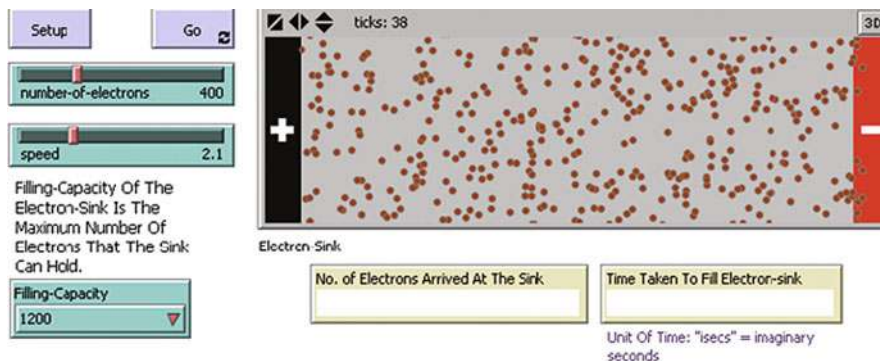 Setup
Go
ticks: 38
3D
number-of-electrons 400
+
−
speed 2.1
Filling-Capacity Of The
Electron-Sink Is The
Maximum Number Of
Electrons That The Sink
Can Hold.
Electron-Sink
Filling-Capacity
1200
No. of Electrons Arrived At The Sink
Time Taken To Fill Electron-sink
Unit Of Time: "isecs" = imaginary
seconds